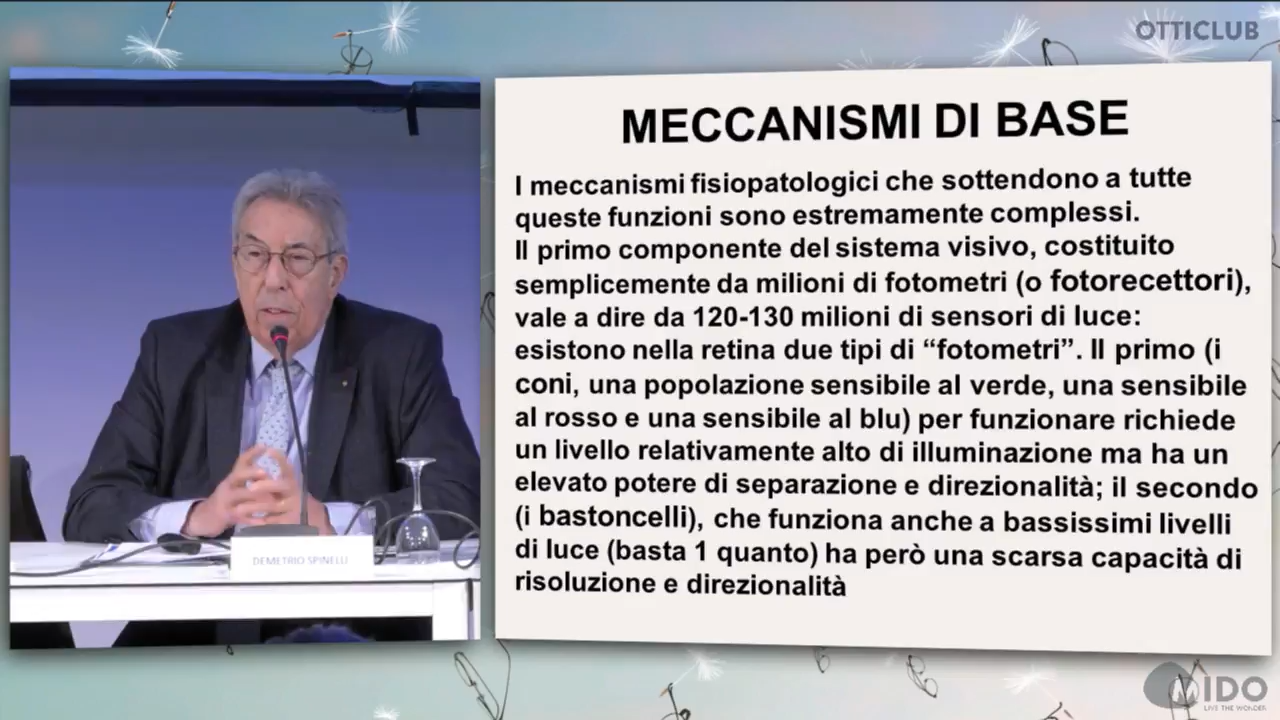 OTTICLUB
MECCANISMI DI BASE
I meccanismi fisiopatologici che sottendono a tutte
queste funzioni sono estremamente complessi.
Il primo componente del sistema visivo, costituito
semplicemente da milioni di fotometri (o fotorecettori),
vale a dire da 120-130 milioni di sensori di luce:
esistono nella retina due tipi di “fotometri”. Il primo (i
coni, una popolazione sensibile al verde, una sensibile
al rosso e una sensibile al blu) per funzionare richiede
un livello relativamente alto di illuminazione ma ha un
elevato potere di separazione e direzionalità; il secondo
(i bastoncelli), che funziona anche a bassissimi livelli
di luce (basta 1 quanto) ha però una scarsa capacità di
risoluzione e direzionalità
DEMETRIO SPINELLI
MIDO
LIVE THE WONDER